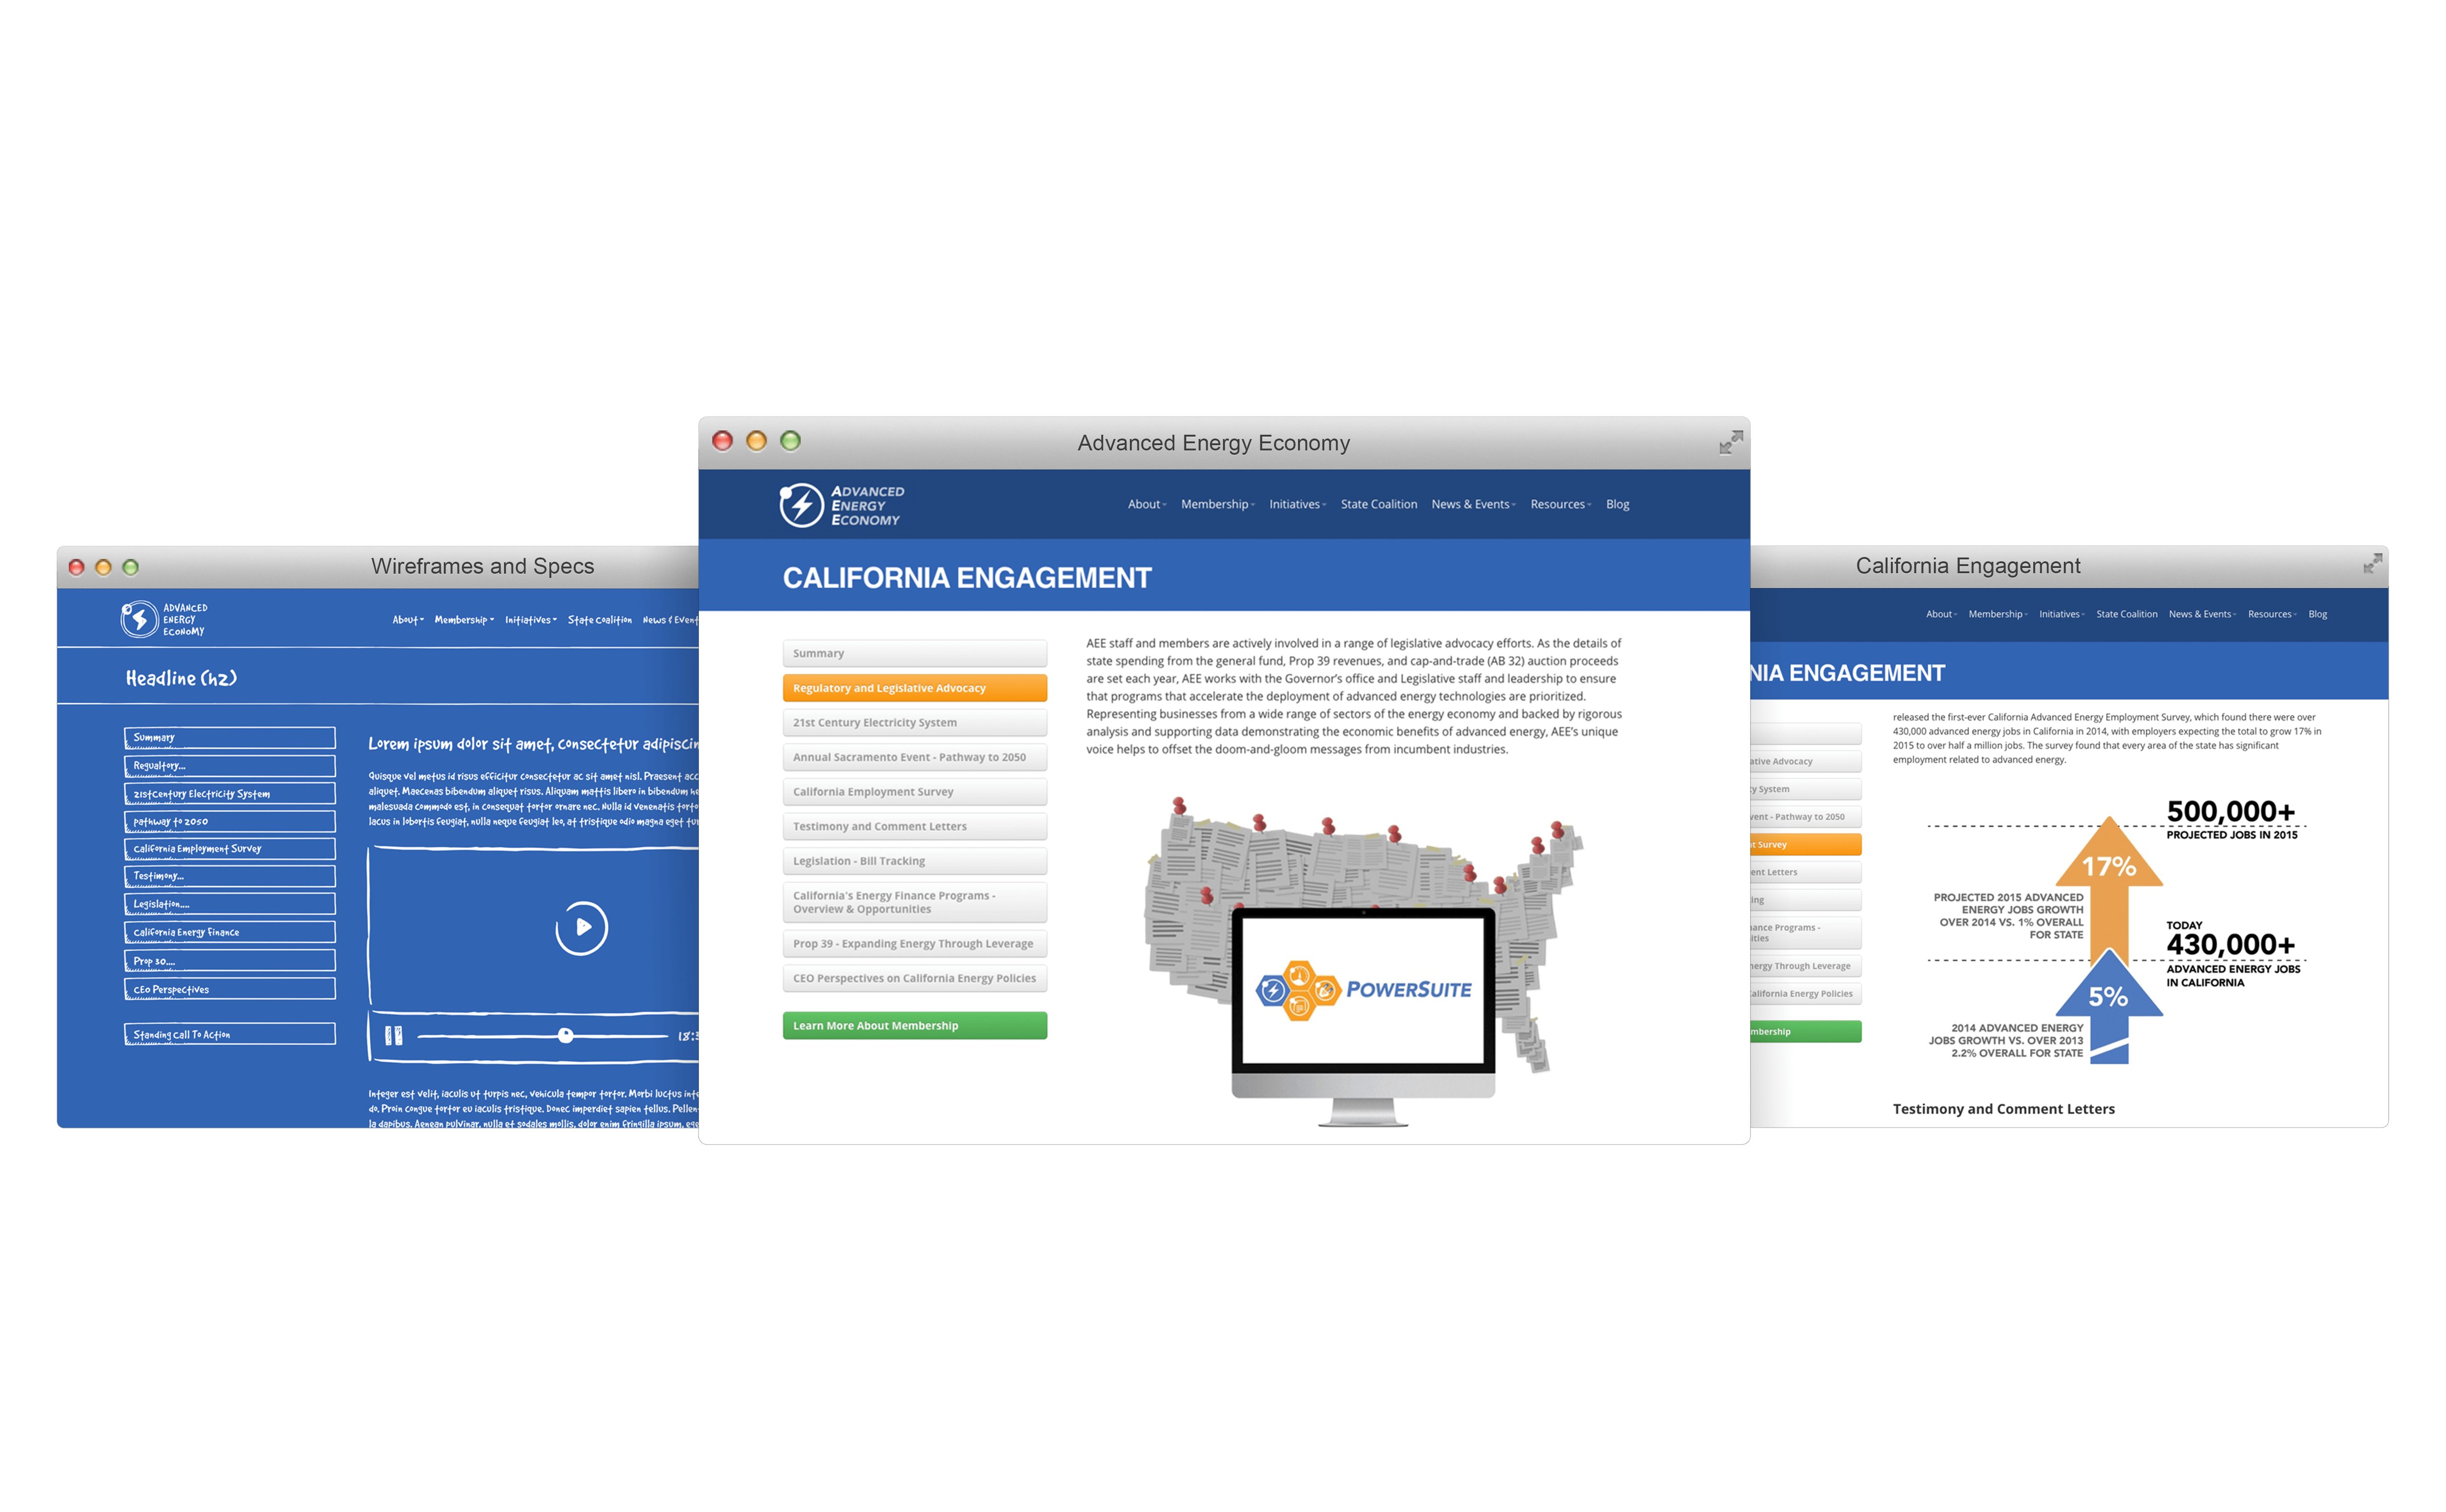 Wireframes and Specs
ADVANCED
ENERGY
ECONOMY
About
Membership
Initiatives
State Coalition
News & Event
Headline (h2)
Summary
Regualtory...
21stCentury Electricity System
pathway to 2050
California Employment Survey
Testimony...
Legislation....
California Energy Finance
Prop 30....
CEO Perspectives
Standing Call To Action
Lorem ipsum dolor sit amet, consectetur adipiscin
Quisque vel metus id risus efficitur consectetur ac sit amet nisl. Praesent acc
aliquet. Maecenas bibendum aliquet risus. Aliquam mattis libero in bibendum he
malesuada commodo est, in consequat tortor ornare nec. Nulla id venenatis torto
lacus in lobortis feugiat, nulla neque feugiat leo, at tristique odio magna eget tur
18:
Integer est velit, iaculis ut turpis nec, vehicula tempor tortor. Morbi luctus inte
do. Proin congue tortor eu iaculis tristique. Donec imperdiet sapien tellus. Pellen
la dapibus. Aenean pulvinar, nulla et sodales mollis, dolor enim fringilla ipsum, ege
Advanced Energy Economy
ADVANCED
ENERGY
ECONOMY
About
Membership
Initiatives
State Coalition
News & Events
Resources
Blog
CALIFORNIA ENGAGEMENT
Summary
Regulatory and Legislative Advocacy
21st Century Electricity System
Annual Sacramento Event - Pathway to 2050
California Employment Survey
Testimony and Comment Letters
Legislation - Bill Tracking
California's Energy Finance Programs -
Overview & Opportunities
Prop 39 - Expanding Energy Through Leverage
CEO Perspectives on California Energy Policies
Learn More About Membership
AEE staff and members are actively involved in a range of legislative advocacy efforts. As the details of
state spending from the general fund, Prop 39 revenues, and cap-and-trade (AB 32) auction proceeds
are set each year, AEE works with the Governor's office and Legislative staff and leadership to ensure
that programs that accelerate the deployment of advanced energy technologies are prioritized.
Representing businesses from a wide range of sectors of the energy economy and backed by rigorous
analysis and supporting data demonstrating the economic benefits of advanced energy, AEE's unique
voice helps to offset the doom-and-gloom messages from incumbent industries.
POWERSUITE
California Engagement
About
Membership
Initiatives
State Coalition
News & Events
Resources
Blog
NIA ENGAGEMENT
ative Advocacy
y System
vent - Pathway to 2050
t Survey
ent Letters
ing
ance Programs -
ities
nergy Through Leverage
alifornia Energy Policies
mbership
released the first-ever California Advanced Energy Employment Survey, which found there were over
430,000 advanced energy jobs in California in 2014, with employers expecting the total to grow 17% in
2015 to over half a million jobs. The survey found that every area of the state has significant
employment related to advanced energy.
500,000+
PROJECTED JOBS IN 2015
17%
PROJECTED 2015 ADVANCED
ENERGY JOBS GROWTH
OVER 2014 VS. 1% OVERALL
FOR STATE
TODAY
430,000+
ADVANCED ENERGY JOBS
IN CALIFORNIA
5%
2014 ADVANCED ENERGY
JOBS GROWTH VS. OVER 2013
2.2% OVERALL FOR STATE
Testimony and Comment Letters